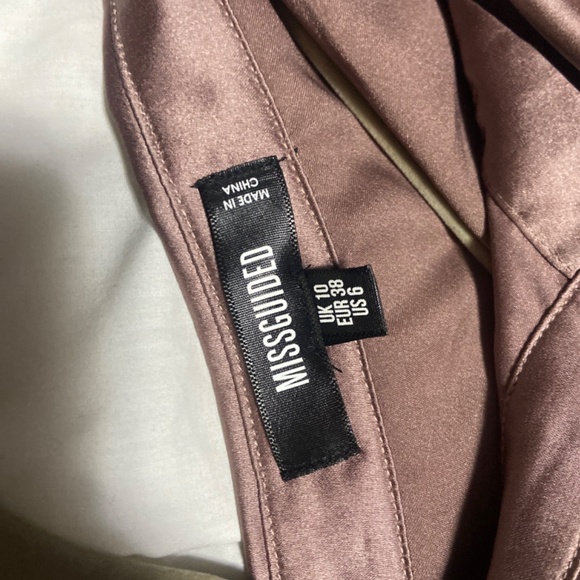 MADE IN
CHINA
MISSGUIDED
UK 10
EUR 38
US 6